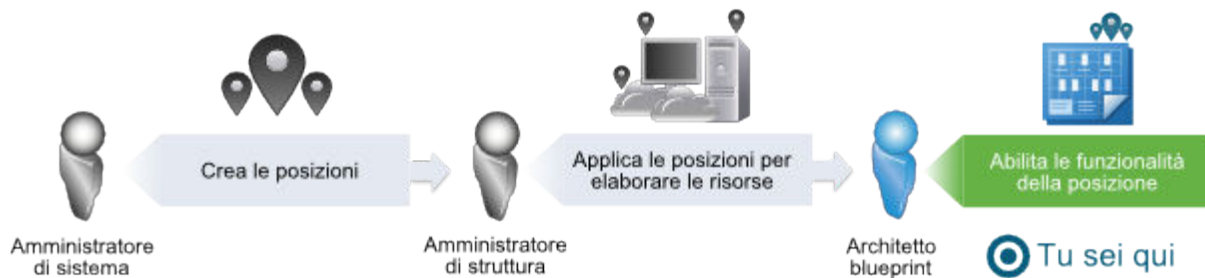 Crea le posizioni
Applica le posizioni per
elaborare le risorse
Abilita le funzionalità
della posizione
Amministratore
di sistema
Amministratore
di struttura
Architetto
blueprint
Tu sei qui